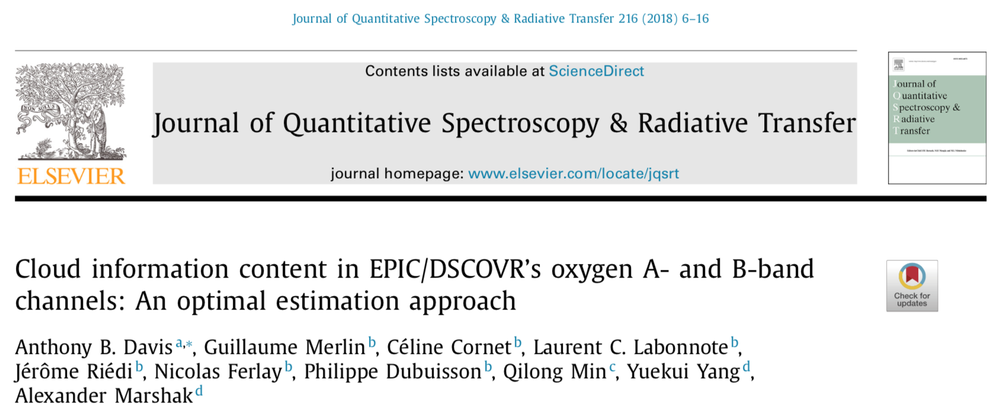 Journal of Quantitative Spectroscopy & Radiative Transfer 216 (2018) 6–16
Contents lists available at ScienceDirect
Journal of Quantitative Spectroscopy & Radiative Transfer
journal homepage: www.elsevier.com/locate/jqsrt
NON SOLUS
ELSEVIER
Journal of
Quantitative
Spectroscopy &
Radiative
Transfer
Cloud information content in EPIC/DSCOVR's oxygen A- and B-band
channels: An optimal estimation approach
Check for
updates
Anthony B. Davis a,*, Guillaume Merlin b, Céline Cornet b, Laurent C. Labonnote b,
Jérôme Riédi b, Nicolas Ferlay b, Philippe Dubuisson b, Qilong Min c, Yuekui Yang d,
Alexander Marshak d